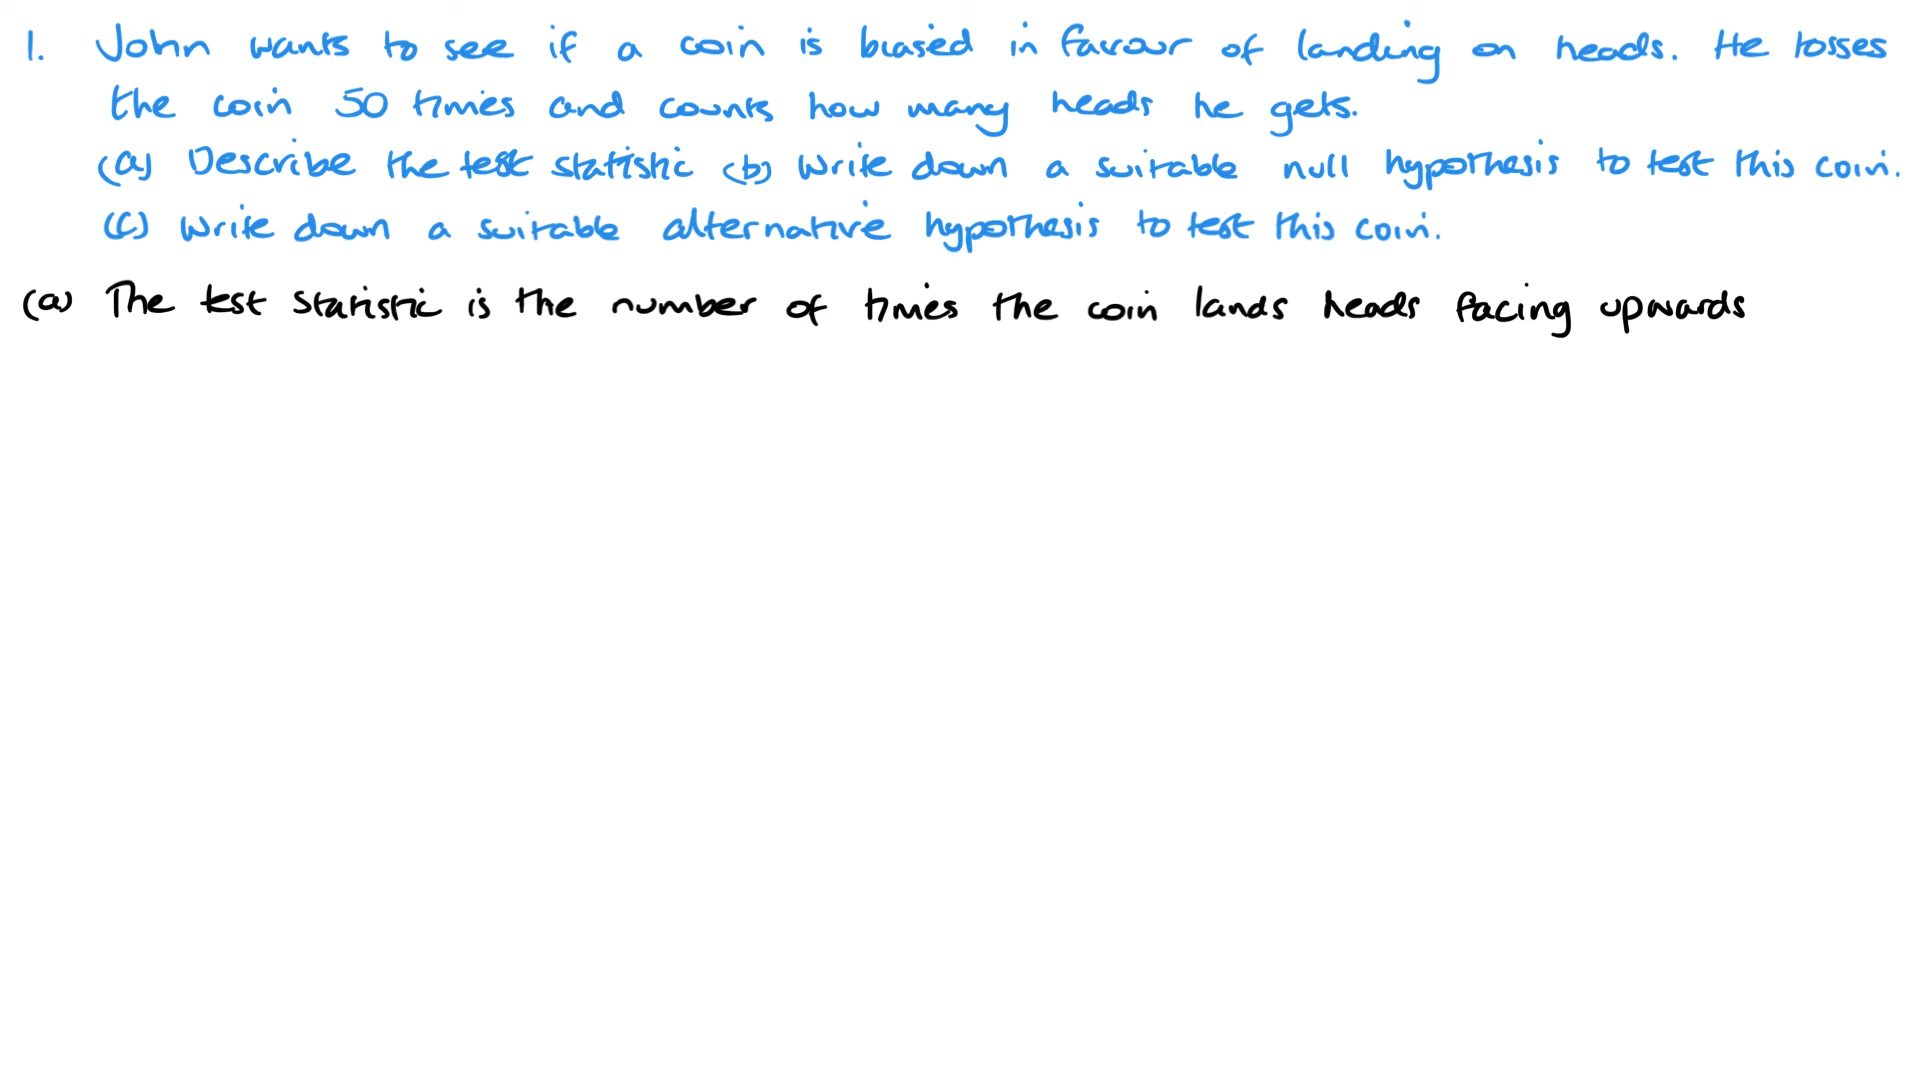 1. John wants to see if a coin is biased in favour of landing on heads. He tosses
the coin 50 times and counts how many heads he gets.
(a) Describe the test statistic (b) Write down a suitable null hypothesis to test this coin.
(c) Write down a suitable alternative hypothesis to test this coin.
(a) The test statistic is the number of times the coin lands heads facing upwards